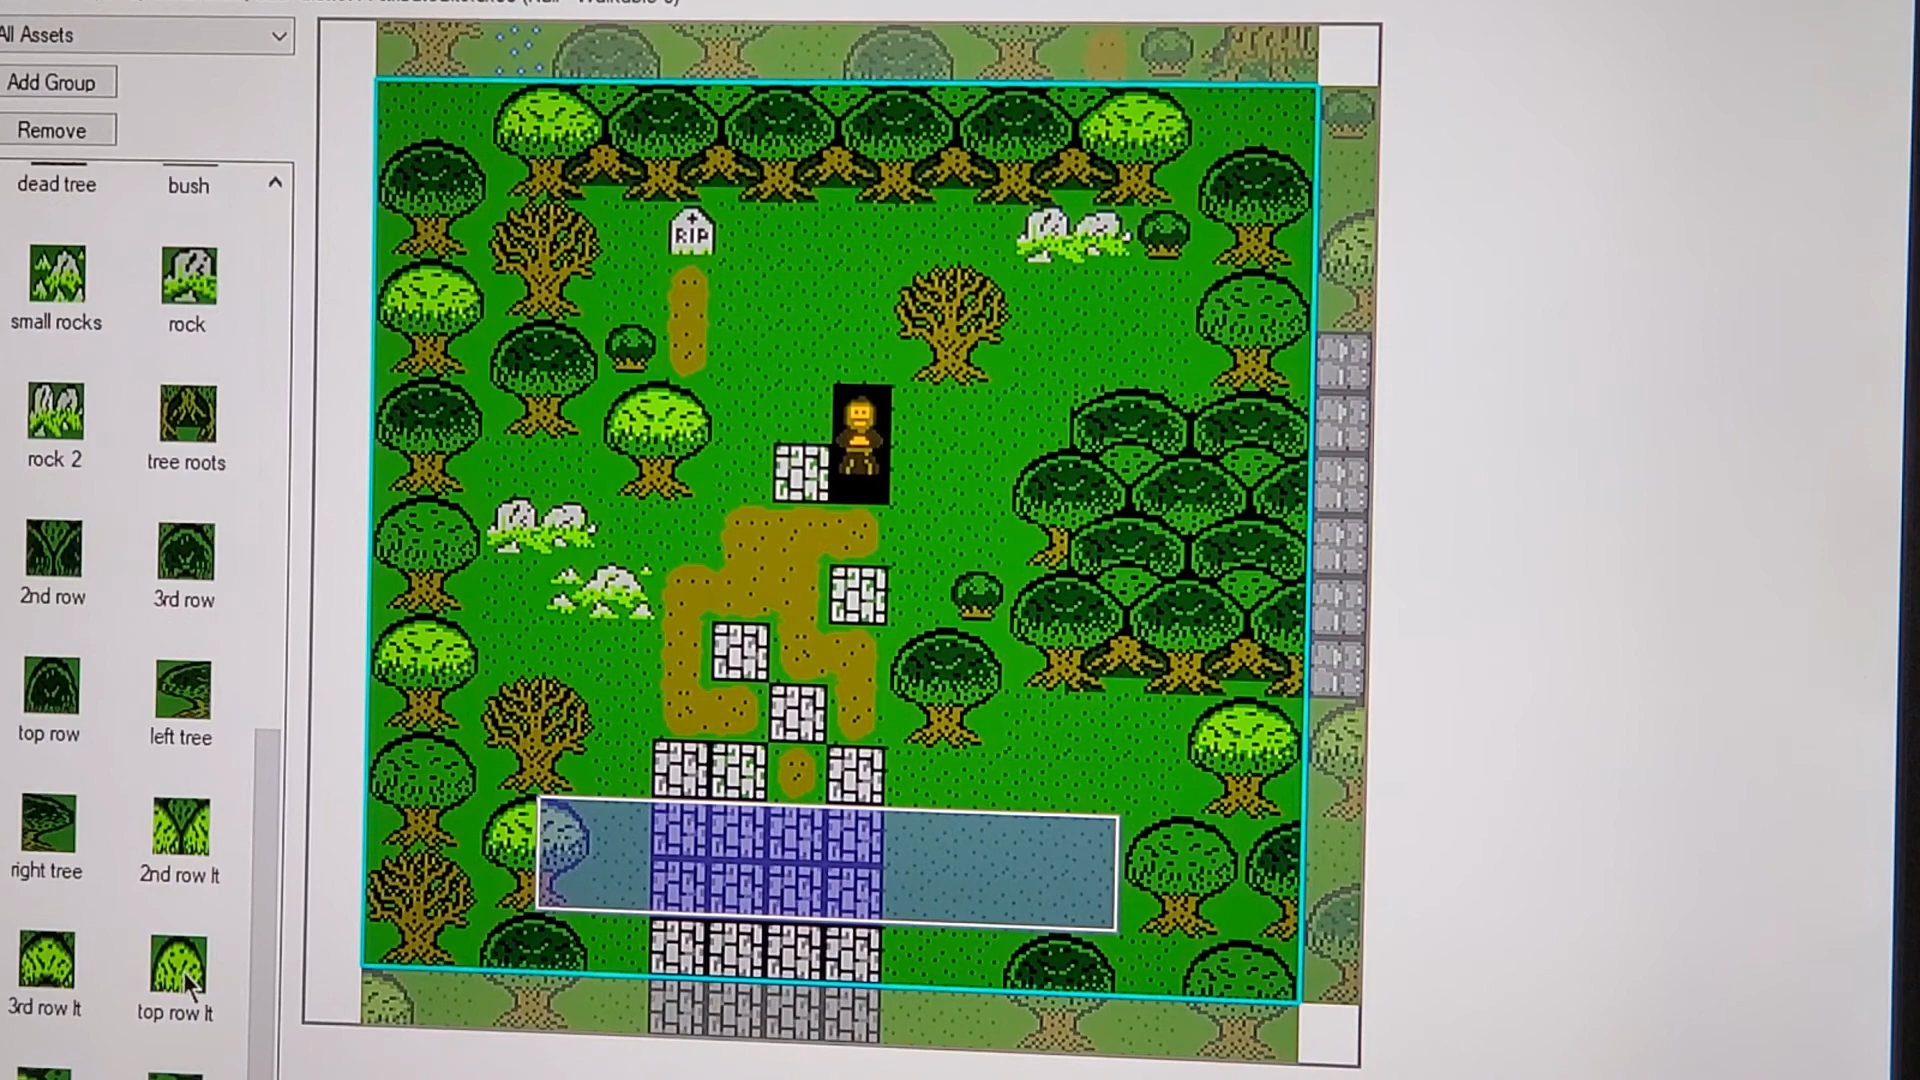 All Assets
Add Group
Remove
dead tree
bush
small rocks
rock
rock 2
tree roots
2nd row
3rd row
top row
left tree
right tree
2nd row lt
3rd row lt
top row lt
RIP